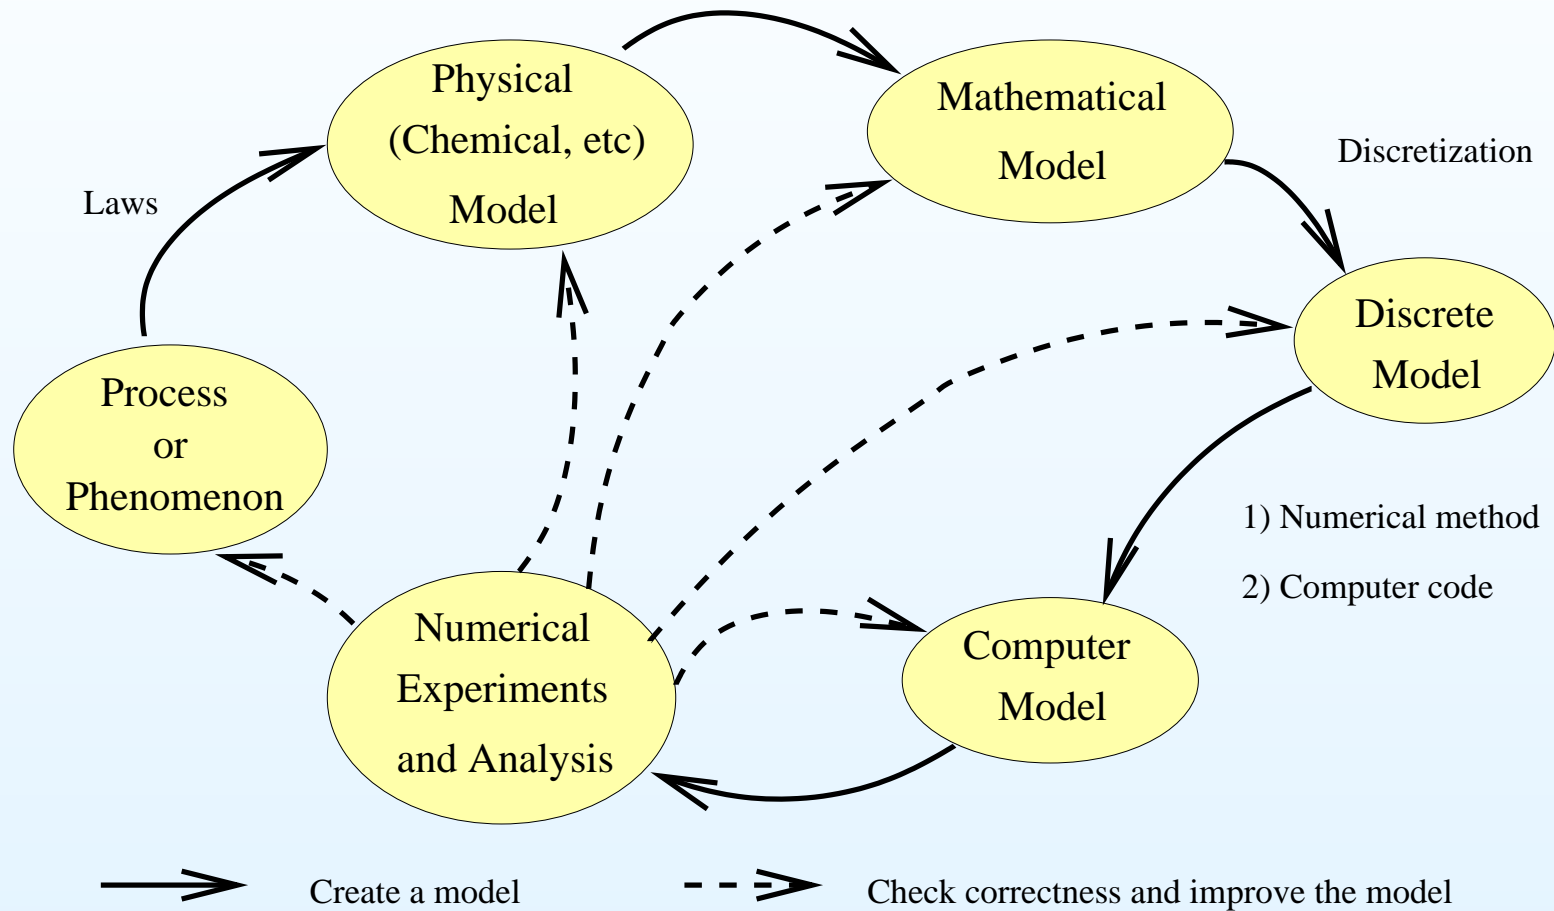 Physical
(Chemical, etc)
Model
Mathematical
Model
Discretization
Laws
Discrete
Model
Process
or
Phenomenon
1) Numerical method
2) Computer code
Numerical
Experiments
and Analysis
Computer
Model
Create a model
Check correctness and improve the model